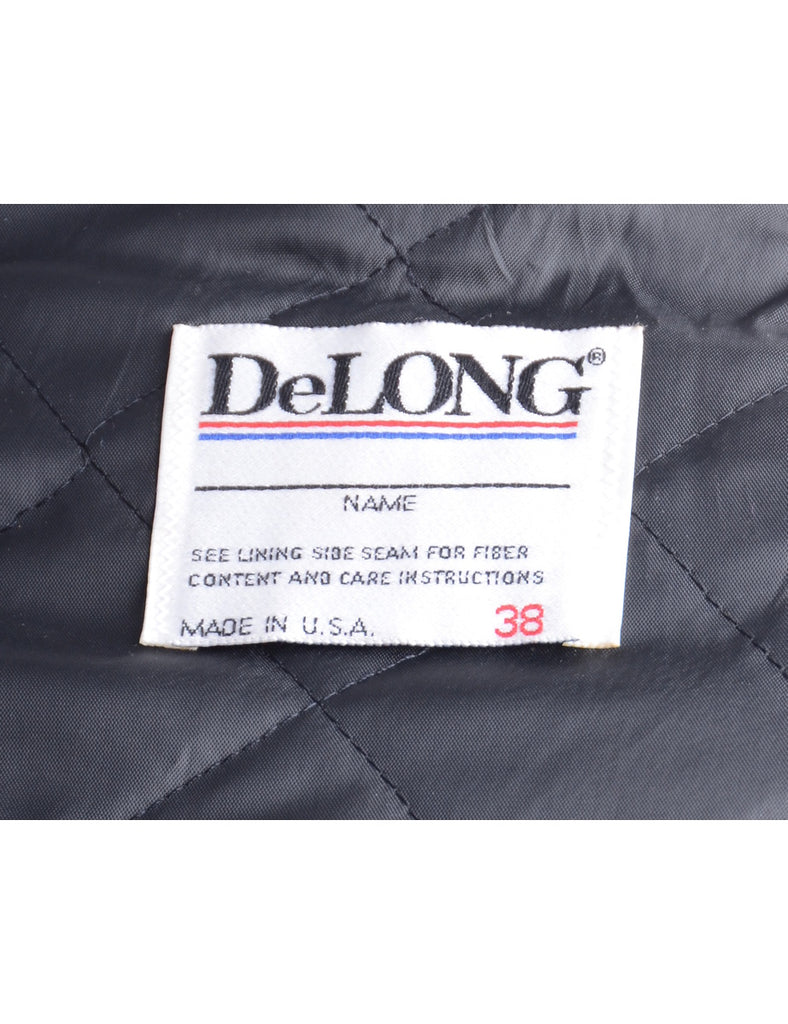 DeLONG®
NAME
SEE LINING SIDE SEAM FOR FIBER
CONTENT AND CARE INSTRUCTIONS
MADE IN U.S.A. 38